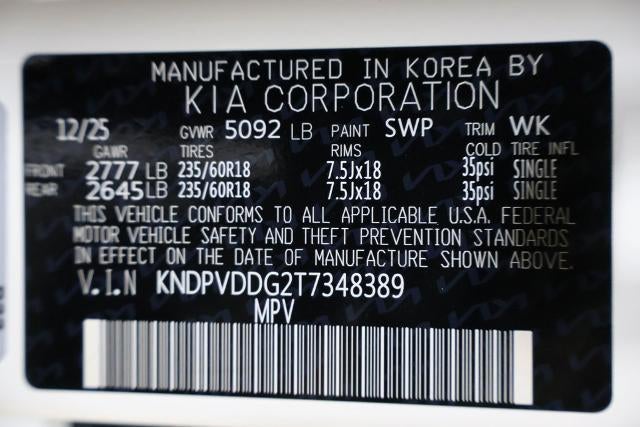 MANUFACTURED IN KOREA BY
KIA CORPORATION
12/25 GVWR 5092 LB PAINT SWP TRIM WK
GAWR TIRES RIMS COLD TIRE INFL
FRONT 2777 LB 235/60R18 7.5Jx18 35psi SINGLE
REAR 2645 LB 235/60R18 7.5Jx18 35psi SINGLE
THIS VEHICLE CONFORMS TO ALL APPLICABLE U.S.A. FEDERAL
MOTOR VEHICLE SAFETY AND THEFT PREVENTION STANDARDS
IN EFFECT ON THE DATE OF MANUFACTURE SHOWN ABOVE.
V.I.N KNDPVDDG2T7348389
MPV